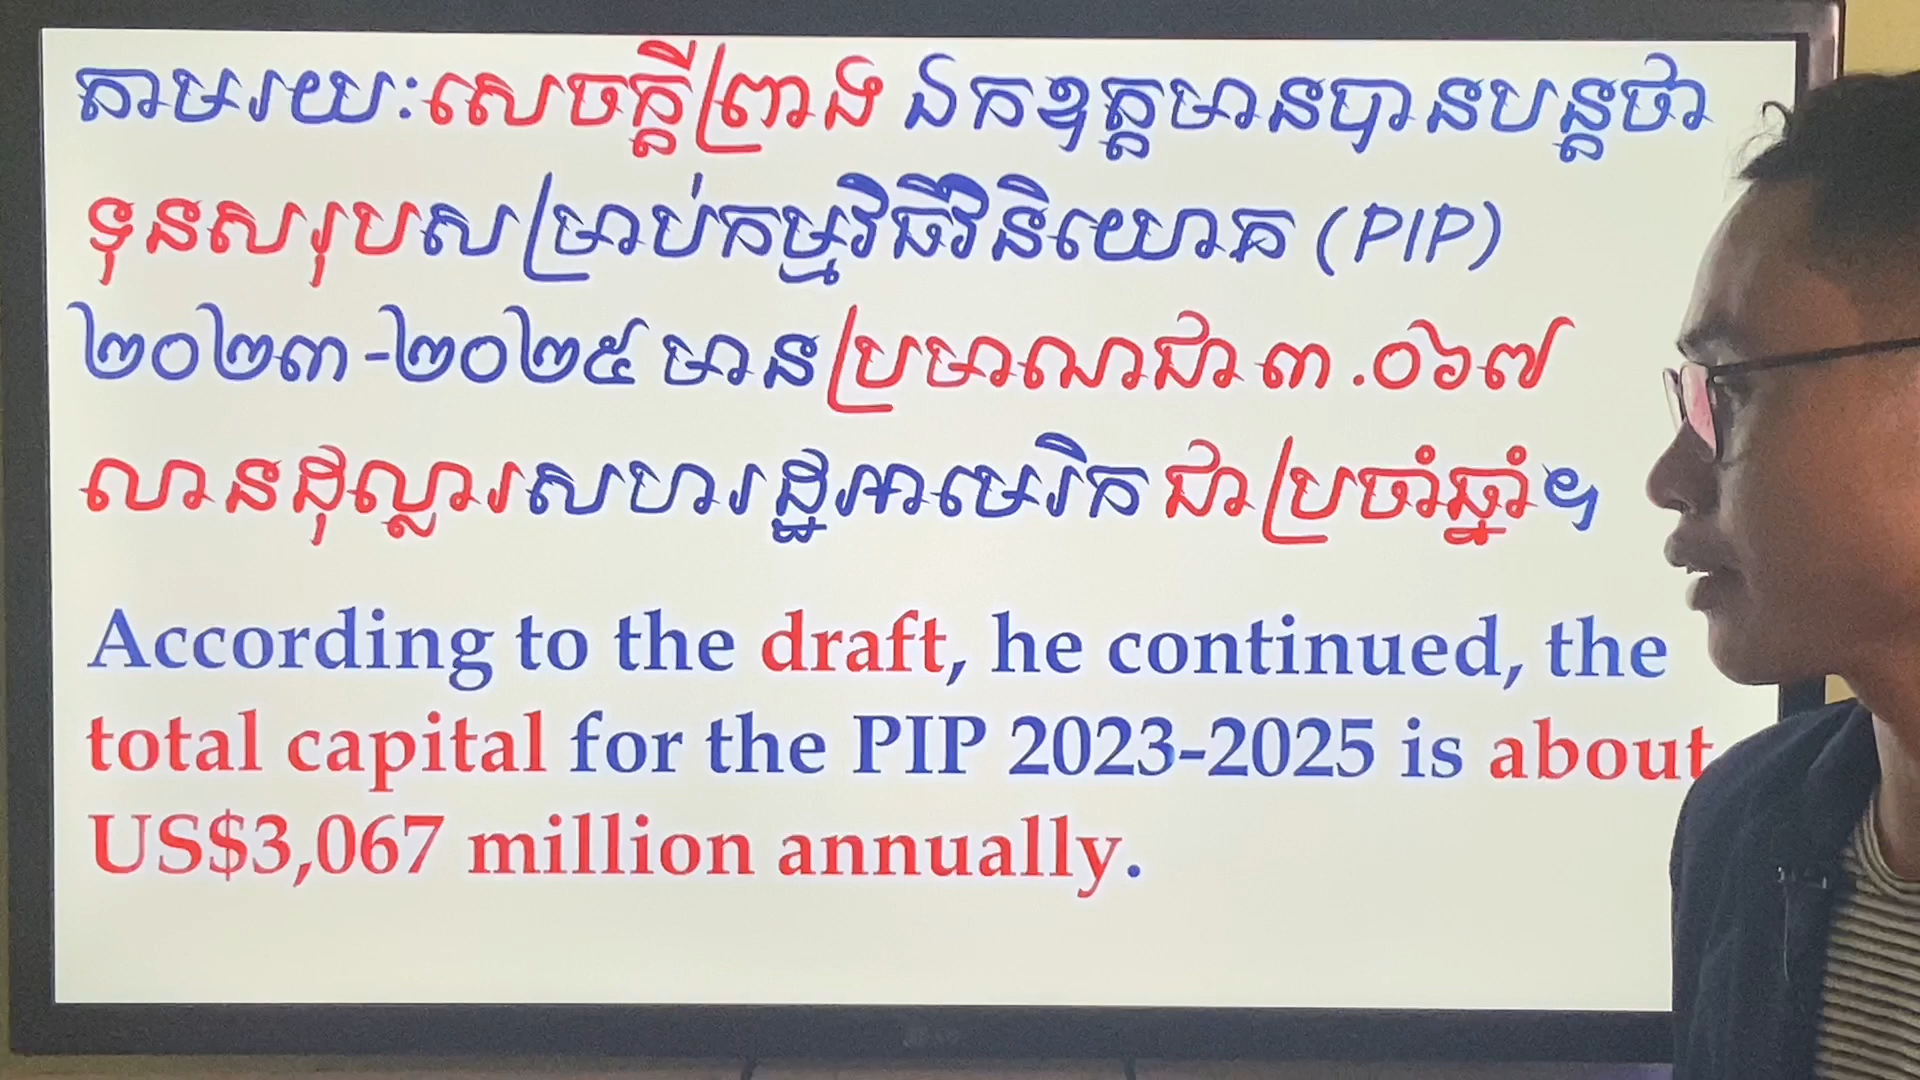 តាមរយៈសេចក្ដីព្រាង ឯកឧត្តមមានបានបន្តថា
ទុនសរុបសម្រាប់កម្មវិធីវិនិយោគ (PIP)
២០២៣-២០២៥ មានប្រមាណជា ៣.០៦៧
លានដុល្លារសហរដ្ឋអាមេរិក ជាប្រចាំឆ្នាំ៕
According to the draft, he continued, the
total capital for the PIP 2023-2025 is about
US$3,067 million annually.